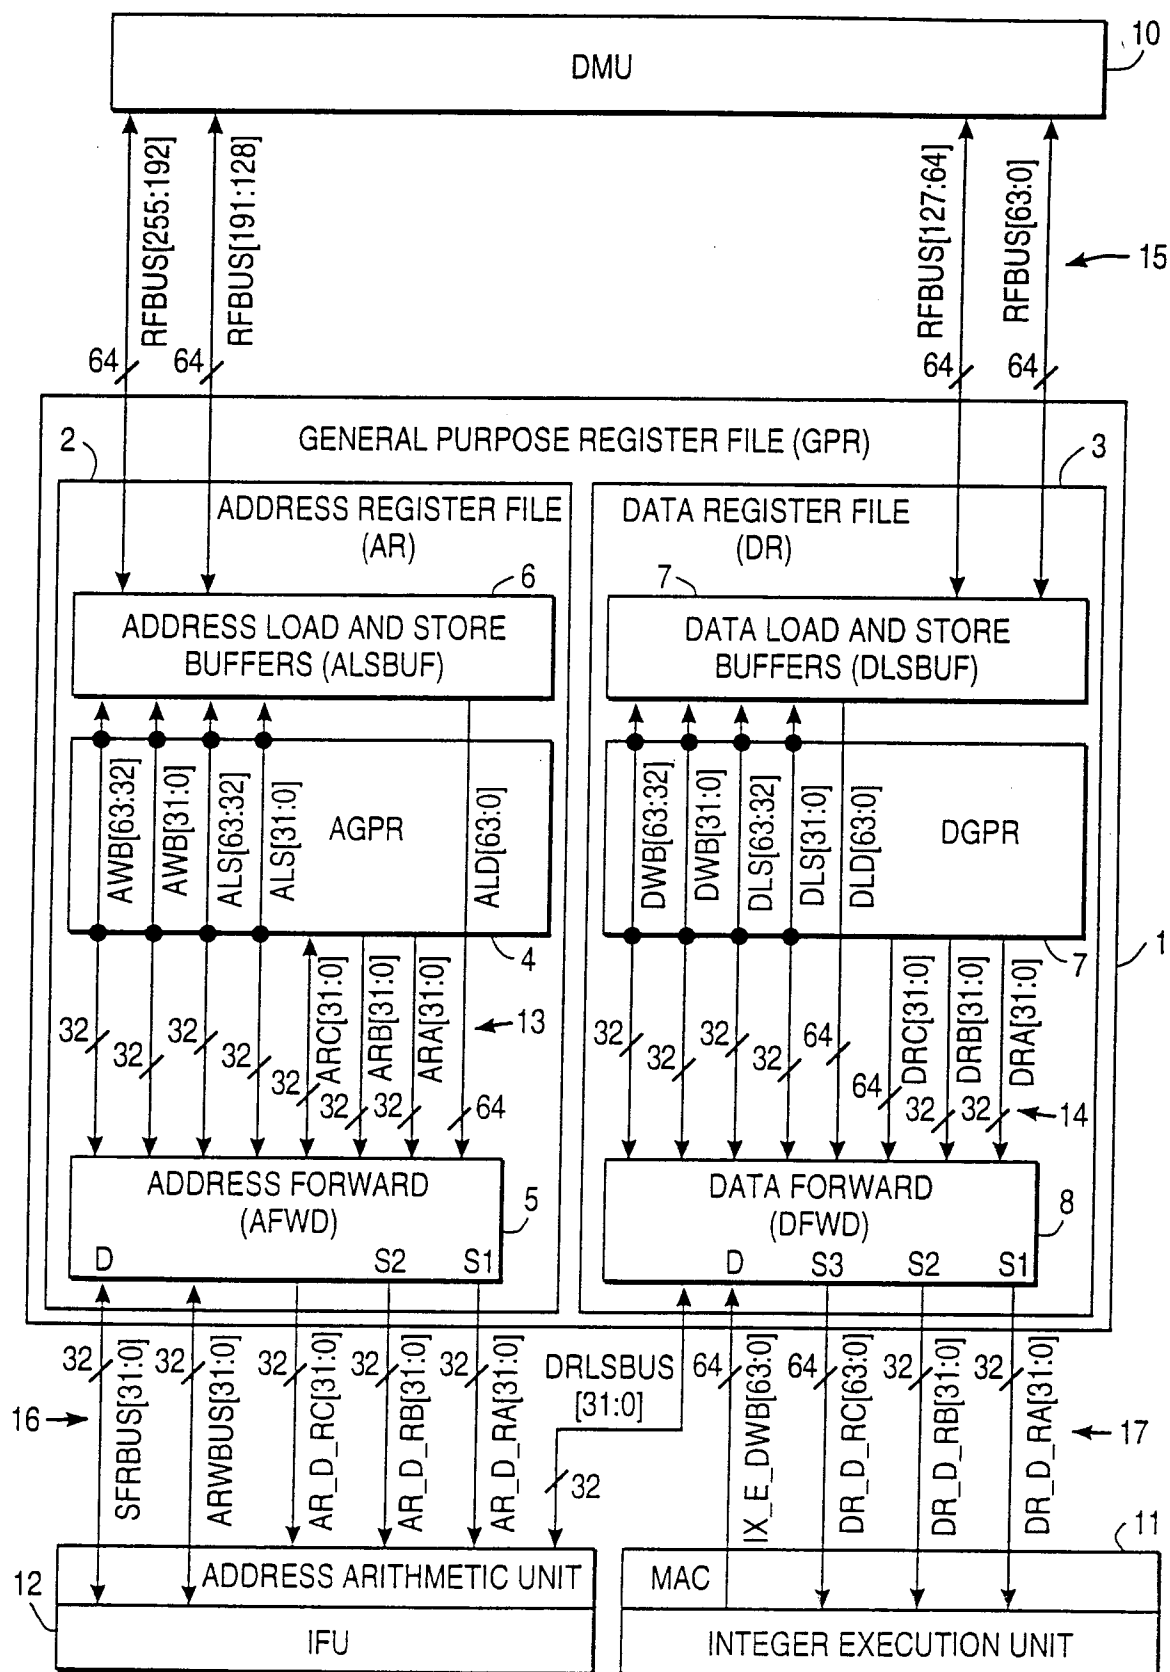 10
DMU
RFBUS[255:192]
RFBUS[191:128]
RFBUS[127:64]
RFBUS[63:0]
15
64
64
64
64
GENERAL PURPOSE REGISTER FILE (GPR)
2
3
ADDRESS REGISTER FILE
(AR)
DATA REGISTER FILE
(DR)
6
7
ADDRESS LOAD AND STORE
BUFFERS (ALSBUF)
DATA LOAD AND STORE
BUFFERS (DLSBUF)
AWB[63:32]
AWB[31:0]
ALS[63:32]
ALS[31:0]
AGPR
ALD[63:0]
DWB[63:32]
DWB[31:0]
DLS[63:32]
DLS[31:0]
DLD[63:0]
DGPR
4
7
1
ARC[31:0]
ARB[31:0]
ARA[31:0]
13
DRC[31:0]
DRB[31:0]
DRA[31:0]
14
32
32
32
32
32
32
32
64
32
32
32
32
64
64
32
32
ADDRESS FORWARD
(AFWD)
5
D
S2
S1
DATA FORWARD
(DFWD)
8
D
S3
S2
S1
32
32
32
32
32
DRLSBUS
[31:0]
32
64
64
32
32
16
SFRBUS[31:0]
ARWBUS[31:0]
AR_D_RC[31:0]
AR_D_RB[31:0]
AR_D_RA[31:0]
IX_E_DWB[63:0]
DR_D_RC[63:0]
DR_D_RB[31:0]
DR_D_RA[31:0]
17
11
12
ADDRESS ARITHMETIC UNIT
IFU
MAC
INTEGER EXECUTION UNIT